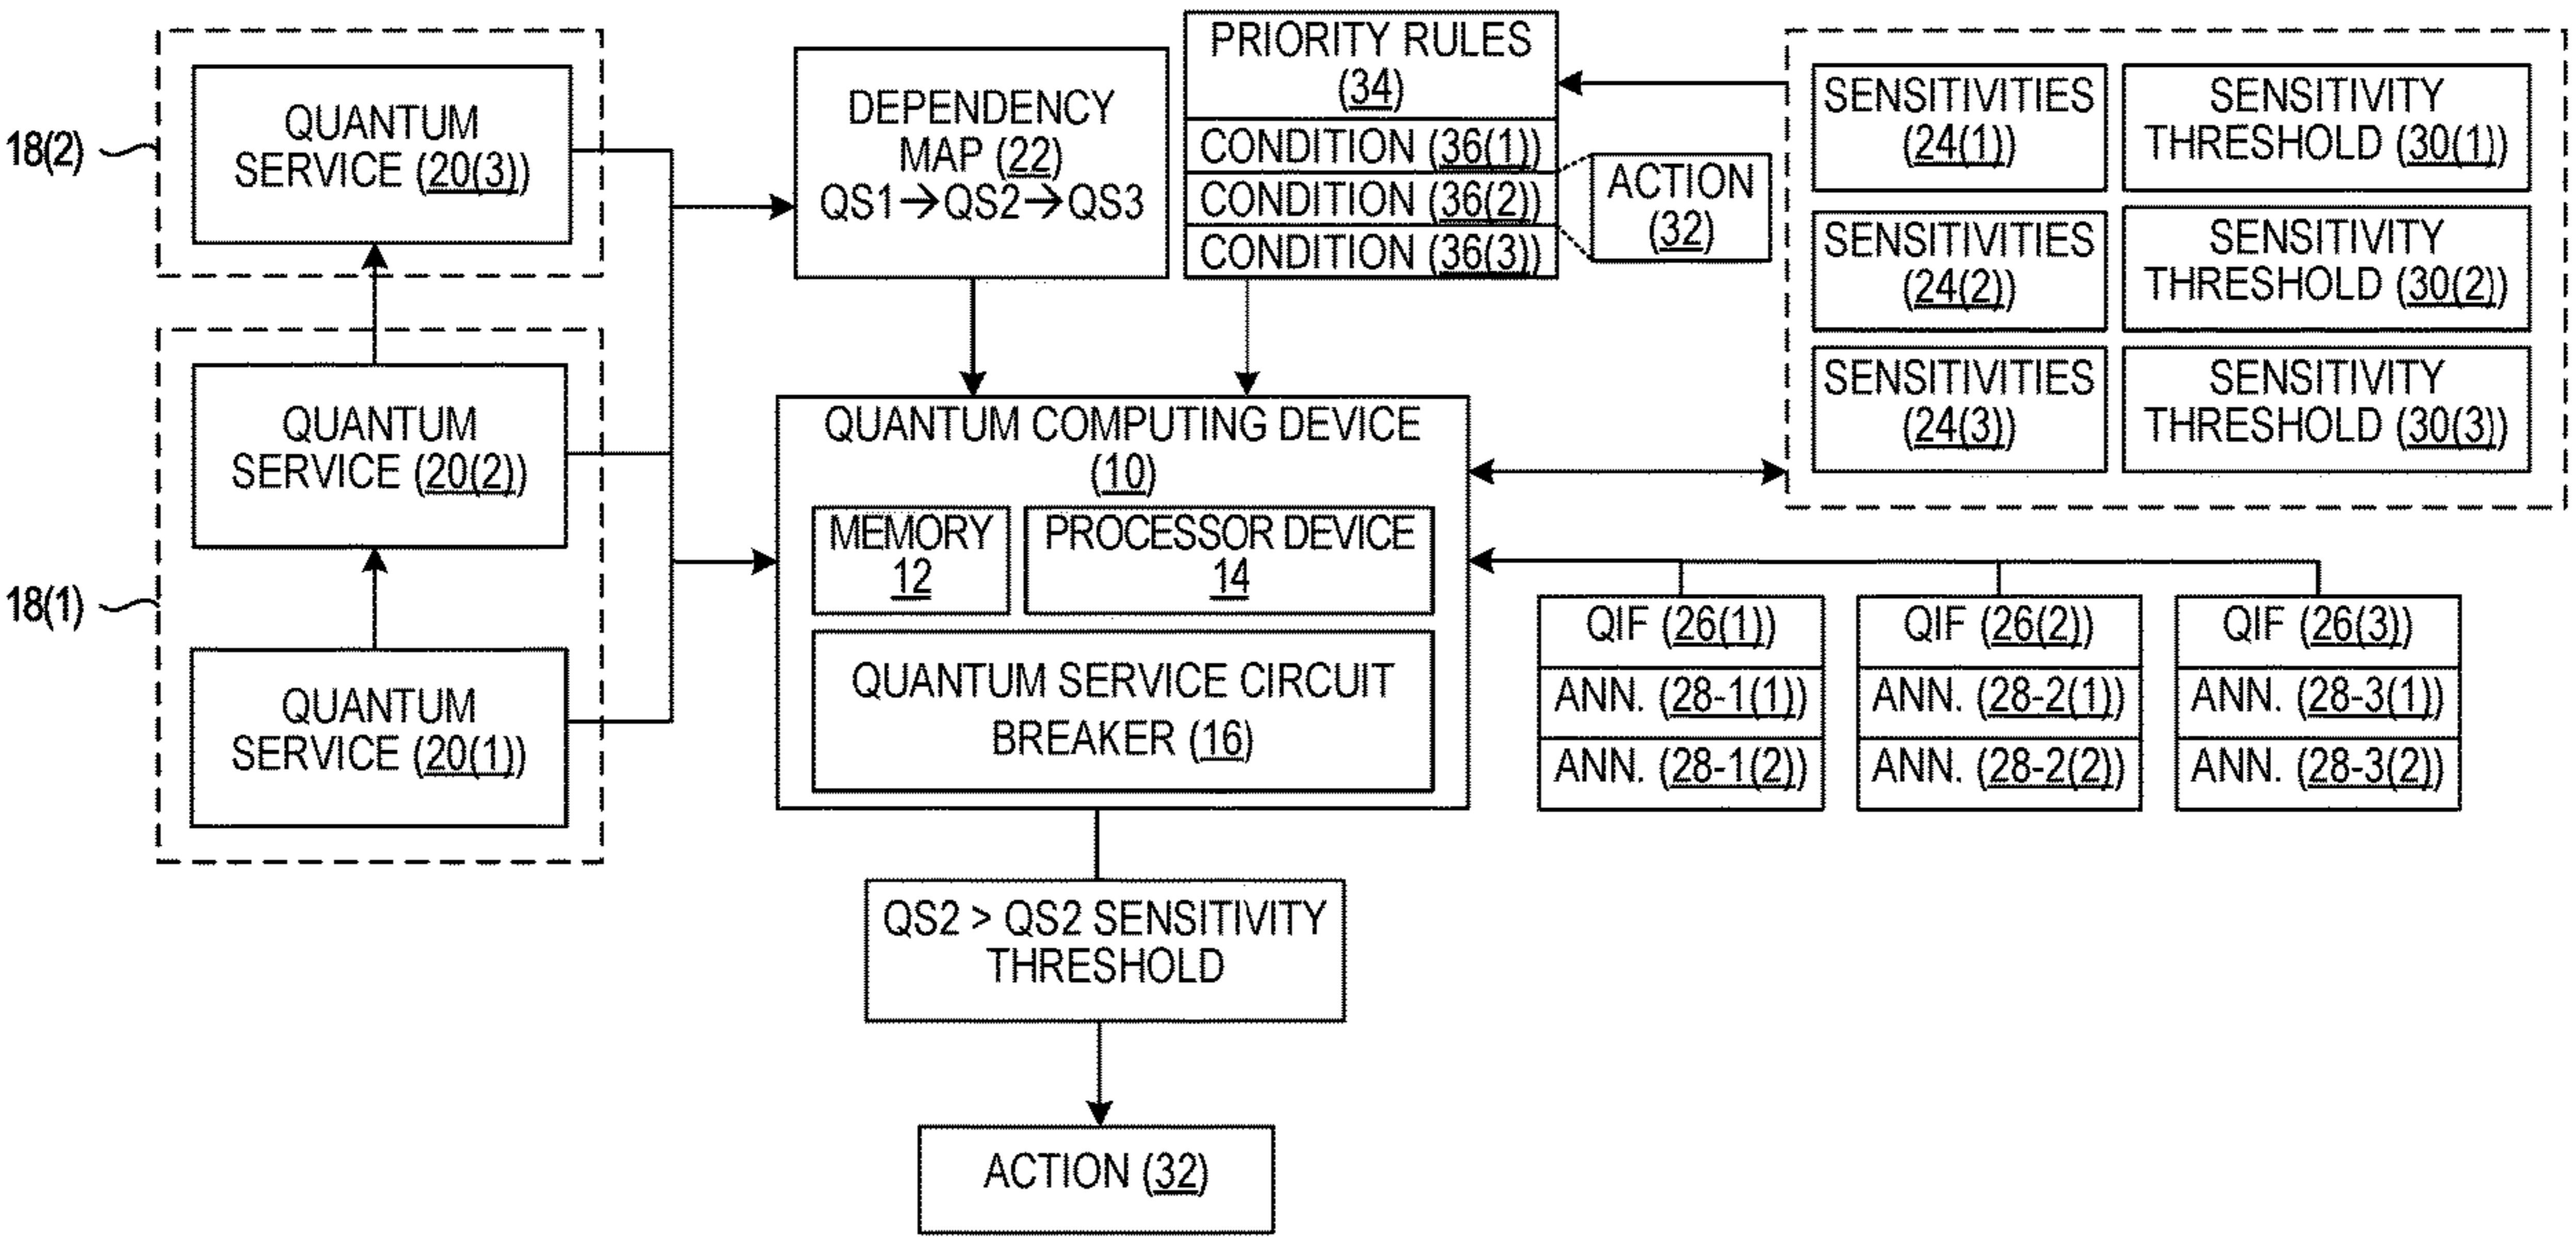 18(2)
QUANTUM
SERVICE (20(3))
18(1)
QUANTUM
SERVICE (20(2))
QUANTUM
SERVICE (20(1))
DEPENDENCY
MAP (22)
QS1→QS2→QS3
PRIORITY RULES
(34)
CONDITION (36(1))
CONDITION (36(2))
CONDITION (36(3))
ACTION
(32)
SENSITIVITIES
(24(1))
SENSITIVITY
THRESHOLD (30(1))
SENSITIVITIES
(24(2))
SENSITIVITY
THRESHOLD (30(2))
SENSITIVITIES
(24(3))
SENSITIVITY
THRESHOLD (30(3))
QUANTUM COMPUTING DEVICE
(10)
MEMORY
12
PROCESSOR DEVICE
14
QUANTUM SERVICE CIRCUIT
BREAKER (16)
QIF (26(1))
ANN. (28-1(1))
ANN. (28-1(2))
QIF (26(2))
ANN. (28-2(1))
ANN. (28-2(2))
QIF (26(3))
ANN. (28-3(1))
ANN. (28-3(2))
QS2 > QS2 SENSITIVITY
THRESHOLD
ACTION (32)